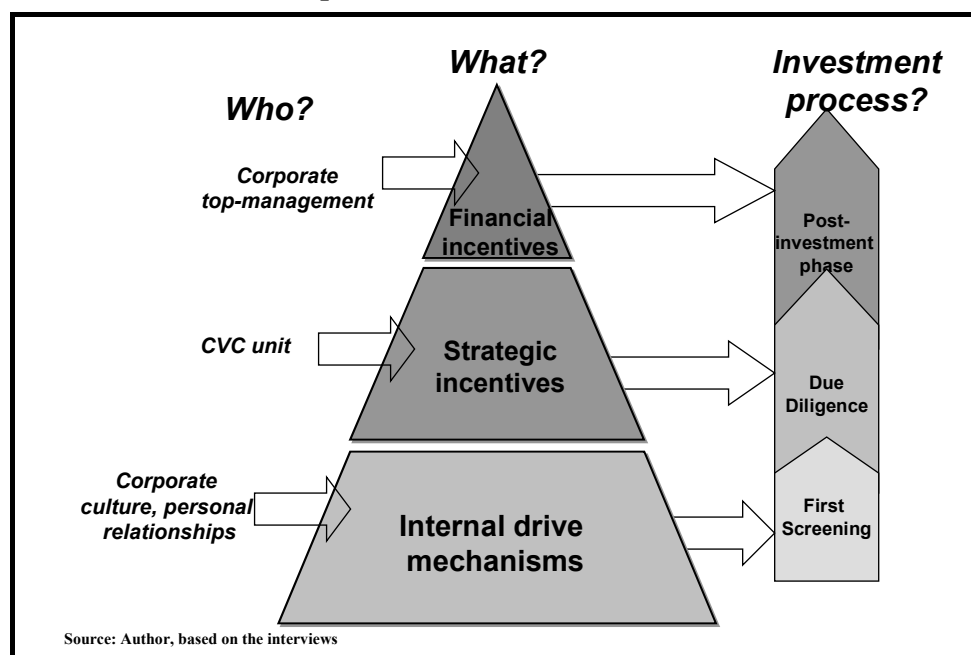 What?
Investment
process?
Who?
Corporate
top-management
Financial
incentives
Post-
investment
phase
CVC unit
Strategic
incentives
Due
Diligence
Corporate
culture, personal
relationships
Internal drive
mechanisms
First
Screening
Source: Author, based on the interviews